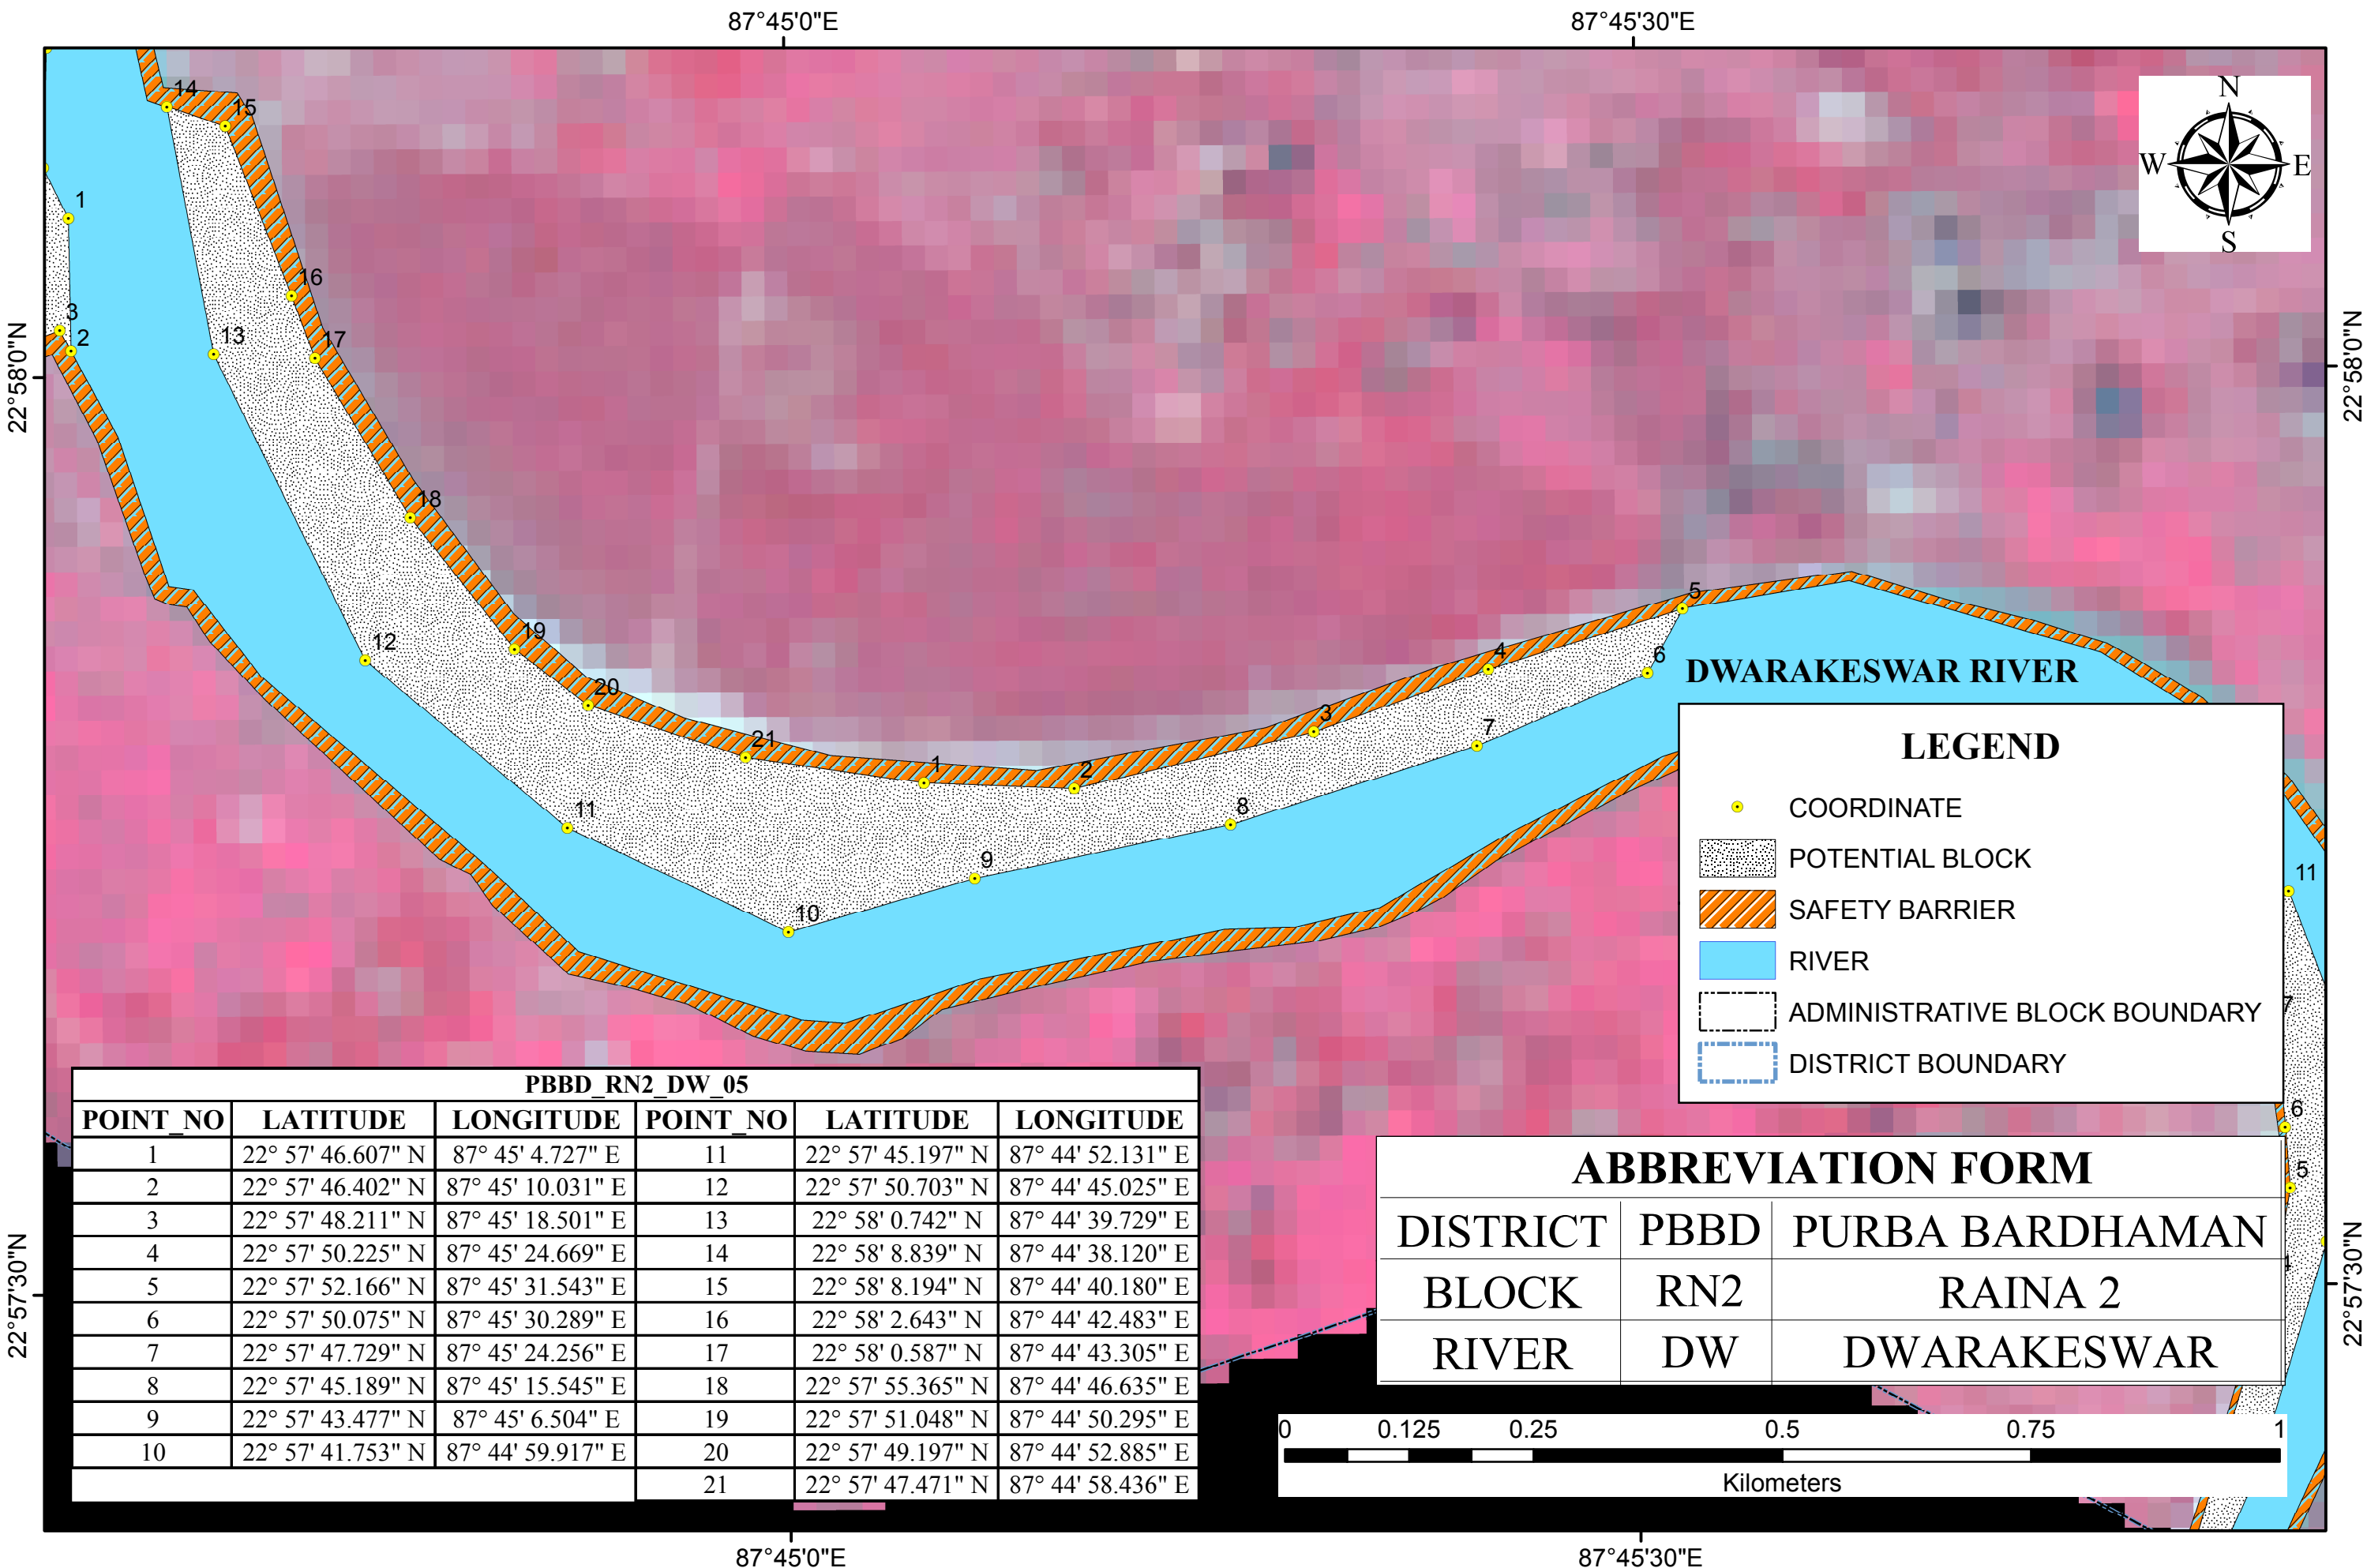 87°45'0"E 87°45'30"E
N
W E
S
22°58'0"N 22°58'0"N
14
15
1
16
3
2
13
17
18
12
19
20
21
11
10
1
2
3
4
5
6
7
8
9
DWARAKESWAR RIVER
LEGEND
COORDINATE
POTENTIAL BLOCK
SAFETY BARRIER
RIVER
ADMINISTRATIVE BLOCK BOUNDARY
DISTRICT BOUNDARY
11
7
6
5
PBBD_RN2_DW_05
POINT_NO LATITUDE LONGITUDE POINT_NO LATITUDE LONGITUDE
1 22° 57' 46.607" N 87° 45' 4.727" E 11 22° 57' 45.197" N 87° 44' 52.131" E
2 22° 57' 46.402" N 87° 45' 10.031" E 12 22° 57' 50.703" N 87° 44' 45.025" E
3 22° 57' 48.211" N 87° 45' 18.501" E 13 22° 58' 0.742" N 87° 44' 39.729" E
4 22° 57' 50.225" N 87° 45' 24.669" E 14 22° 58' 8.839" N 87° 44' 38.120" E
5 22° 57' 52.166" N 87° 45' 31.543" E 15 22° 58' 8.194" N 87° 44' 40.180" E
6 22° 57' 50.075" N 87° 45' 30.289" E 16 22° 58' 2.643" N 87° 44' 42.483" E
7 22° 57' 47.729" N 87° 45' 24.256" E 17 22° 58' 0.587" N 87° 44' 43.305" E
8 22° 57' 45.189" N 87° 45' 15.545" E 18 22° 57' 55.365" N 87° 44' 46.635" E
9 22° 57' 43.477" N 87° 45' 6.504" E 19 22° 57' 51.048" N 87° 44' 50.295" E
10 22° 57' 41.753" N 87° 44' 59.917" E 20 22° 57' 49.197" N 87° 44' 52.885" E
21 22° 57' 47.471" N 87° 44' 58.436" E
ABBREVIATION FORM
DISTRICT PBBD PURBA BARDHAMAN
BLOCK RN2 RAINA 2
RIVER DW DWARAKESWAR
22°57'30"N 22°57'30"N
0 0.125 0.25 0.5 0.75 1
Kilometers
87°45'0"E 87°45'30"E